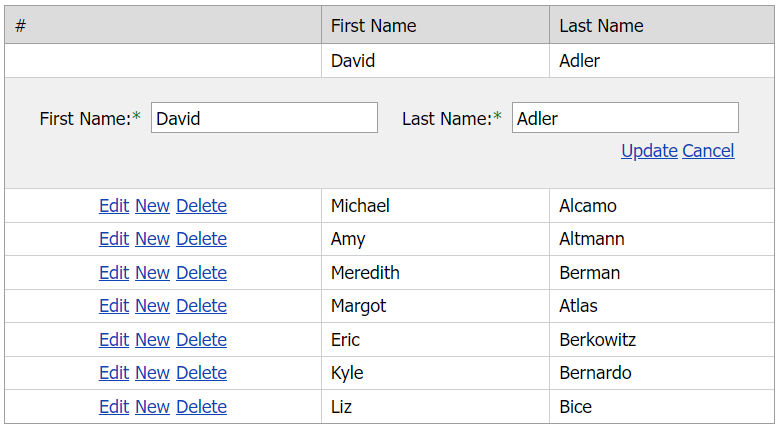 # First Name Last Name
David Adler
First Name:* David Last Name:* Adler
Update Cancel
Edit New Delete Michael Alcamo
Edit New Delete Amy Altmann
Edit New Delete Meredith Berman
Edit New Delete Margot Atlas
Edit New Delete Eric Berkowitz
Edit New Delete Kyle Bernardo
Edit New Delete Liz Bice